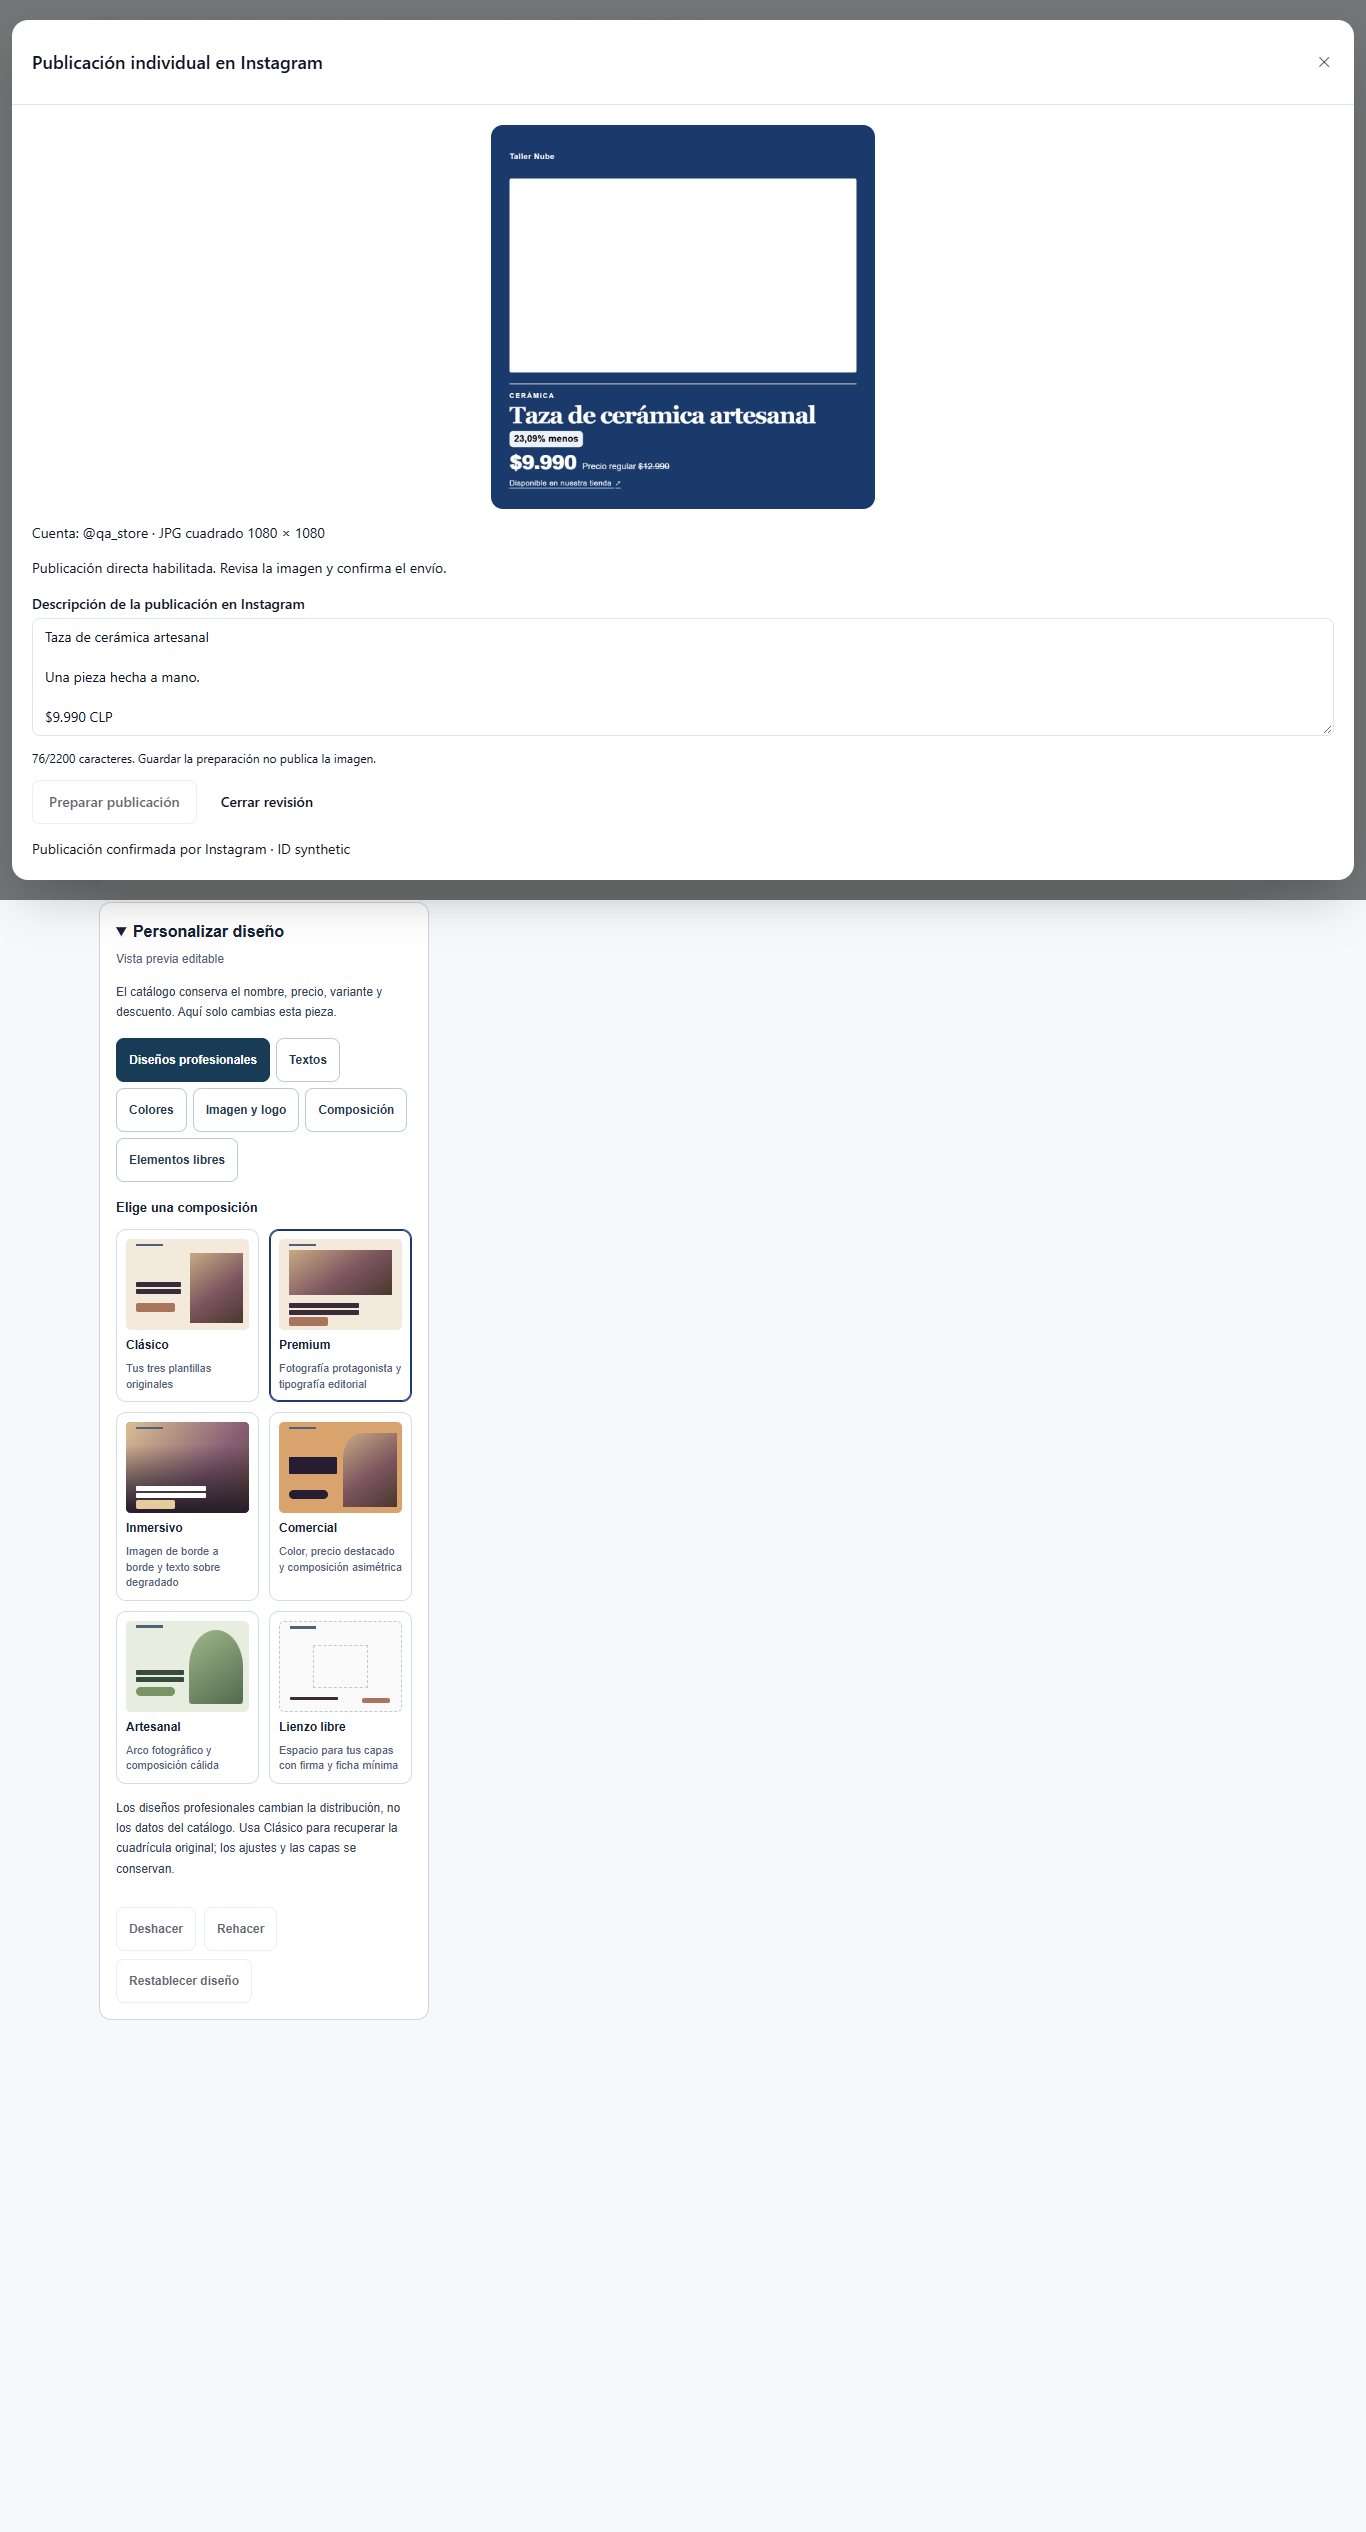 Publicación individual en Instagram
Taller Nube
CERÁMICA
Taza de cerámica artesanal
23,09% menos
$9.990 Precio regular $12.990
Disponible en nuestra tienda ↗
Cuenta: @qa_store · JPG cuadrado 1080 × 1080
Publicación directa habilitada. Revisa la imagen y confirma el envío.
Descripción de la publicación en Instagram
Taza de cerámica artesanal
Una pieza hecha a mano.
$9.990 CLP
76/2200 caracteres. Guardar la preparación no publica la imagen.
Preparar publicación Cerrar revisión
Publicación confirmada por Instagram · ID synthetic
▼ Personalizar diseño
Vista previa editable
El catálogo conserva el nombre, precio, variante y
descuento. Aquí solo cambias esta pieza.
Diseños profesionales Textos
Colores Imagen y logo Composición
Elementos libres
Elige una composición
Clásico
Tus tres plantillas
originales
Premium
Fotografía protagonista y
tipografía editorial
Inmersivo
Imagen de borde a
borde y texto sobre
degradado
Comercial
Color, precio destacado
y composición asimétrica
Artesanal
Arco fotográfico y
composición cálida
Lienzo libre
Espacio para tus capas
con firma y ficha mínima
Los diseños profesionales cambian la distribución, no
los datos del catálogo. Usa Clásico para recuperar la
cuadrícula original; los ajustes y las capas se
conservan.
Deshacer Rehacer
Restablecer diseño